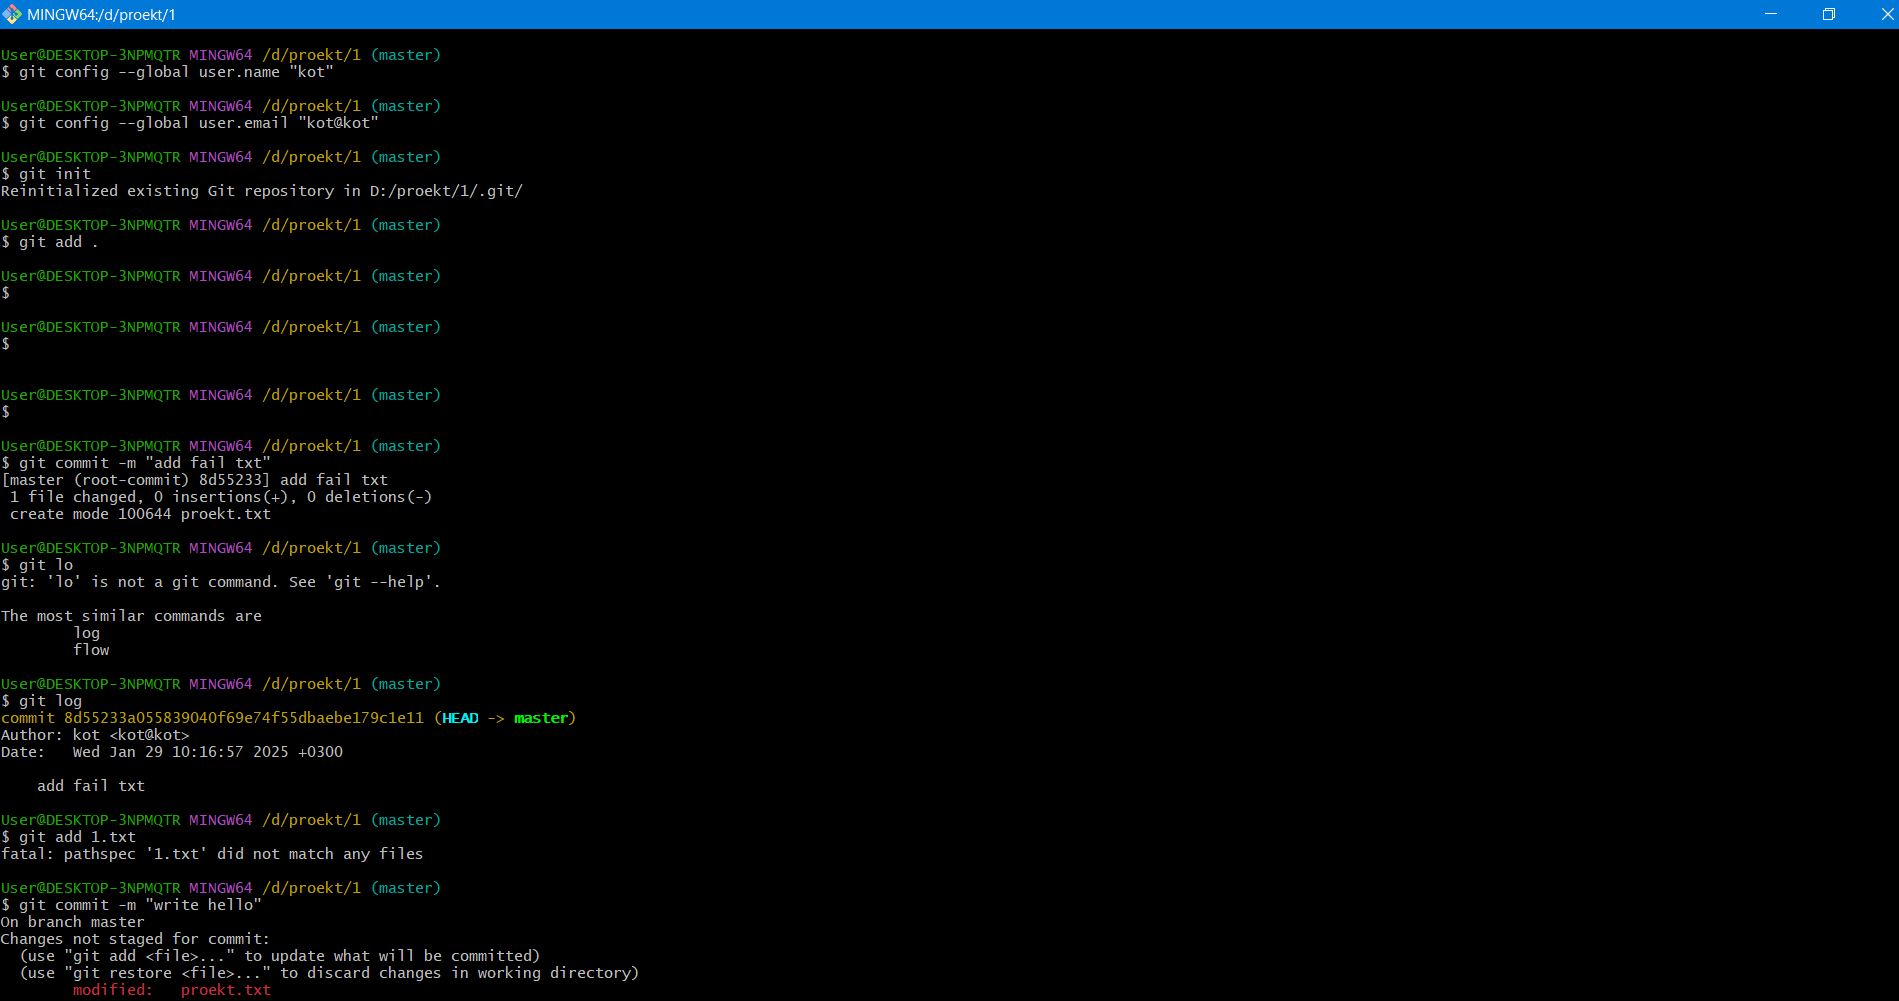 MINGW64:/d/proekt/1
User@DESKTOP-3NPMQTR MINGW64 /d/proekt/1 (master)
$ git config --global user.name "kot"
User@DESKTOP-3NPMQTR MINGW64 /d/proekt/1 (master)
$ git config --global user.email "kot@kot"
User@DESKTOP-3NPMQTR MINGW64 /d/proekt/1 (master)
$ git init
Reinitialized existing Git repository in D:/proekt/1/.git/
User@DESKTOP-3NPMQTR MINGW64 /d/proekt/1 (master)
$ git add .
User@DESKTOP-3NPMQTR MINGW64 /d/proekt/1 (master)
$
User@DESKTOP-3NPMQTR MINGW64 /d/proekt/1 (master)
$
User@DESKTOP-3NPMQTR MINGW64 /d/proekt/1 (master)
$
User@DESKTOP-3NPMQTR MINGW64 /d/proekt/1 (master)
$ git commit -m "add fail txt"
[master (root-commit) 8d55233] add fail txt
 1 file changed, 0 insertions(+), 0 deletions(-)
 create mode 100644 proekt.txt
User@DESKTOP-3NPMQTR MINGW64 /d/proekt/1 (master)
$ git lo
git: 'lo' is not a git command. See 'git --help'.
The most similar commands are
        log
        flow
User@DESKTOP-3NPMQTR MINGW64 /d/proekt/1 (master)
$ git log
commit 8d55233a055839040f69e74f55dbaebe179c1e11 (HEAD -> master)
Author: kot <kot@kot>
Date:   Wed Jan 29 10:16:57 2025 +0300
    add fail txt
User@DESKTOP-3NPMQTR MINGW64 /d/proekt/1 (master)
$ git add 1.txt
fatal: pathspec '1.txt' did not match any files
User@DESKTOP-3NPMQTR MINGW64 /d/proekt/1 (master)
$ git commit -m "write hello"
On branch master
Changes not staged for commit:
  (use "git add <file>..." to update what will be committed)
  (use "git restore <file>..." to discard changes in working directory)
        modified:   proekt.txt